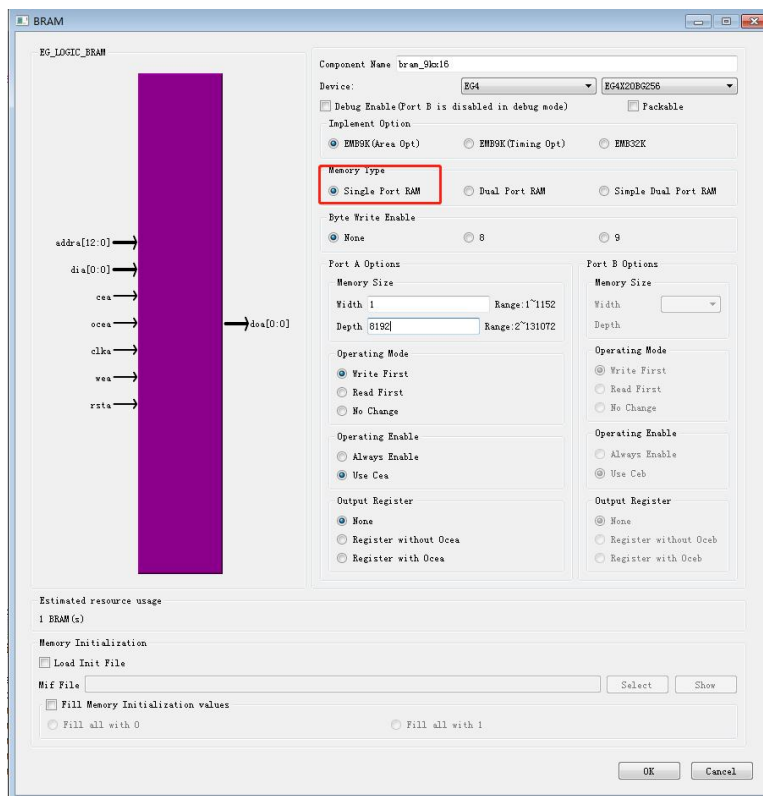 BRAM
EG_LOGIC_BRAM
addra[12:0]
dia[0:0]
cea
ocea
clka
wea
rsta
doa[0:0]
Component Name bram_9kx16
Device: EG4 EG4X20BG256
Debug Enable(Port B is disabled in debug mode) Packable
Implement Option
EMB9K(Area Opt) EMB9K(Timing Opt) EMB32K
Memory Type
Single Port RAM Dual Port RAM Simple Dual Port RAM
Byte Write Enable
None 8 9
Port A Options
Memory Size
Width 1 Range:1~1152
Depth 8192 Range:2~131072
Operating Mode
Write First
Read First
No Change
Operating Enable
Always Enable
Use Cea
Output Register
None
Register without Ocea
Register with Ocea
Port B Options
Memory Size
Width
Depth
Operating Mode
Write First
Read First
No Change
Operating Enable
Always Enable
Use Ceb
Output Register
None
Register without Oceb
Register with Oceb
Estimated resource usage
1 BRAM(s)
Memory Initialization
Load Init File
Mif File Select Show
Fill Memory Initialization values
Fill all with 0 Fill all with 1
OK Cancel